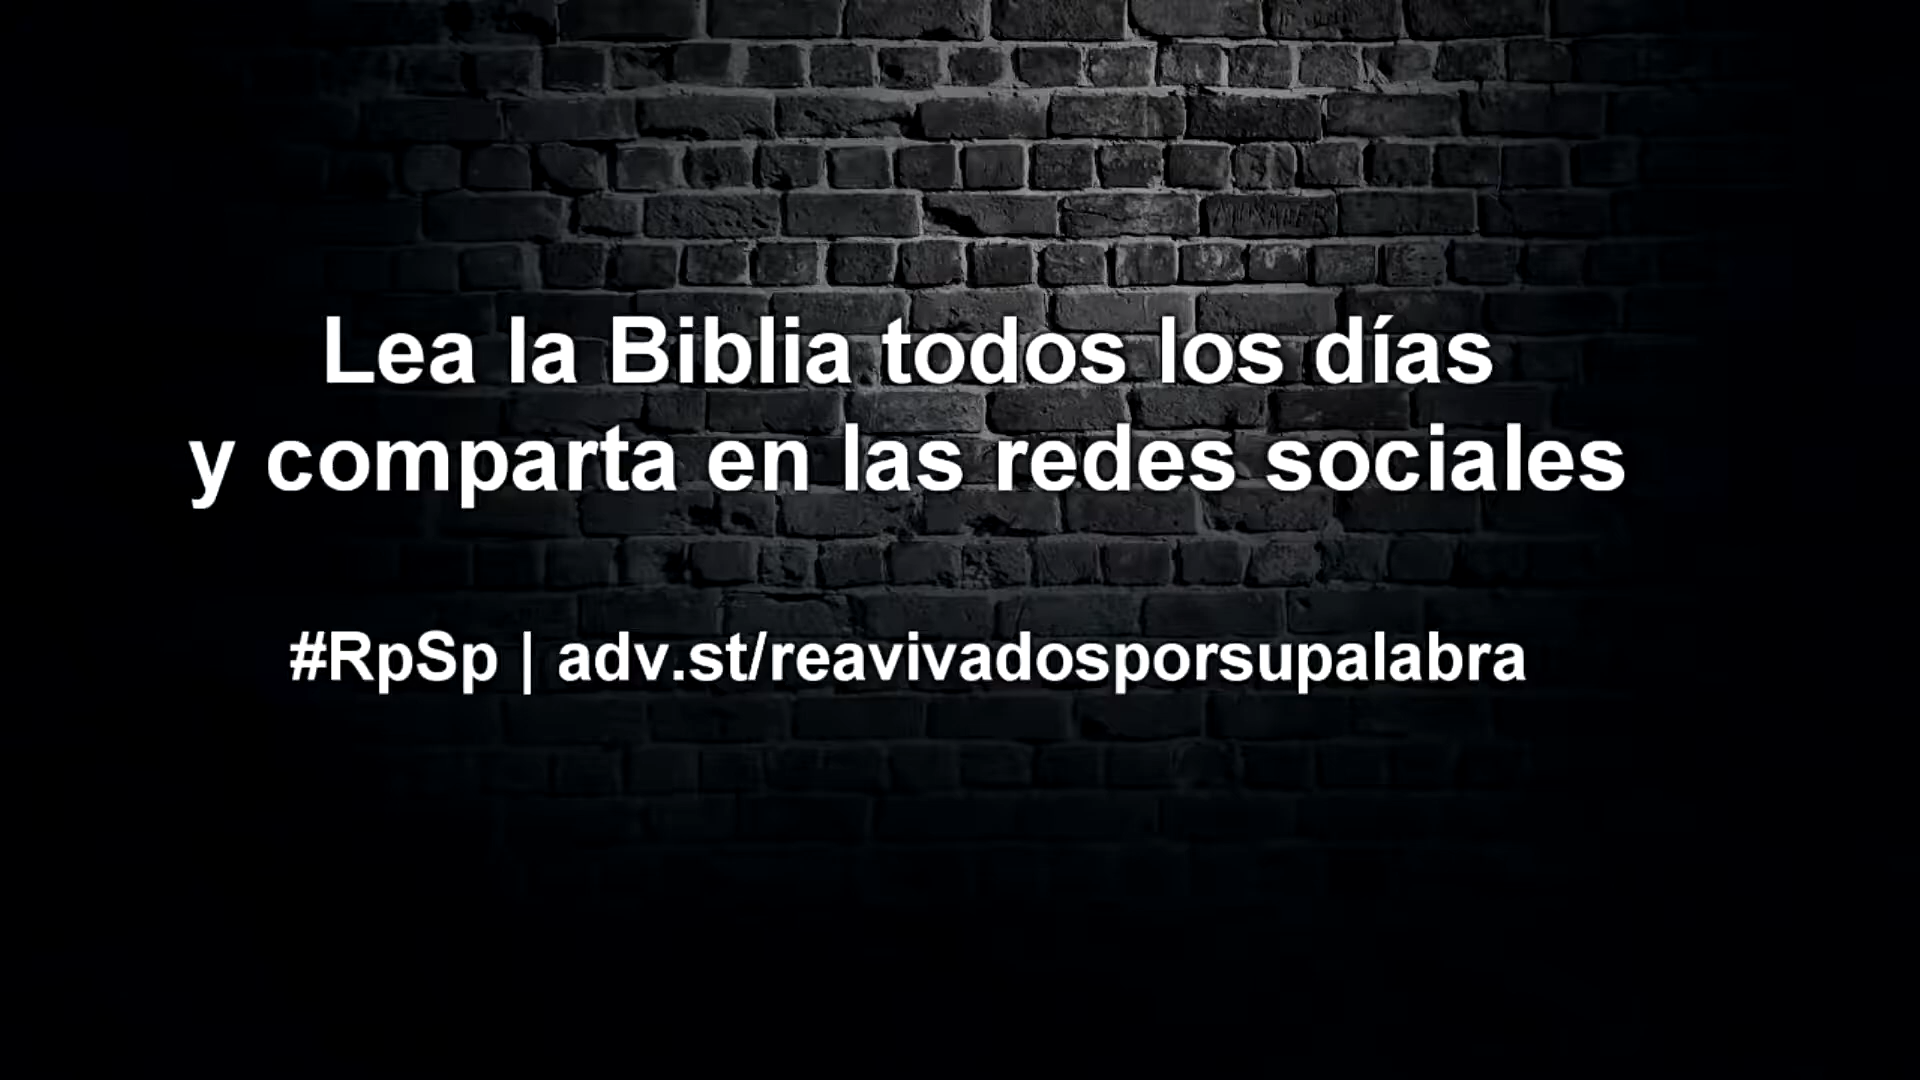 Lea la Biblia todos los días
y comparta en las redes sociales
#RpSp | adv.st/reavivadosporsupalabra